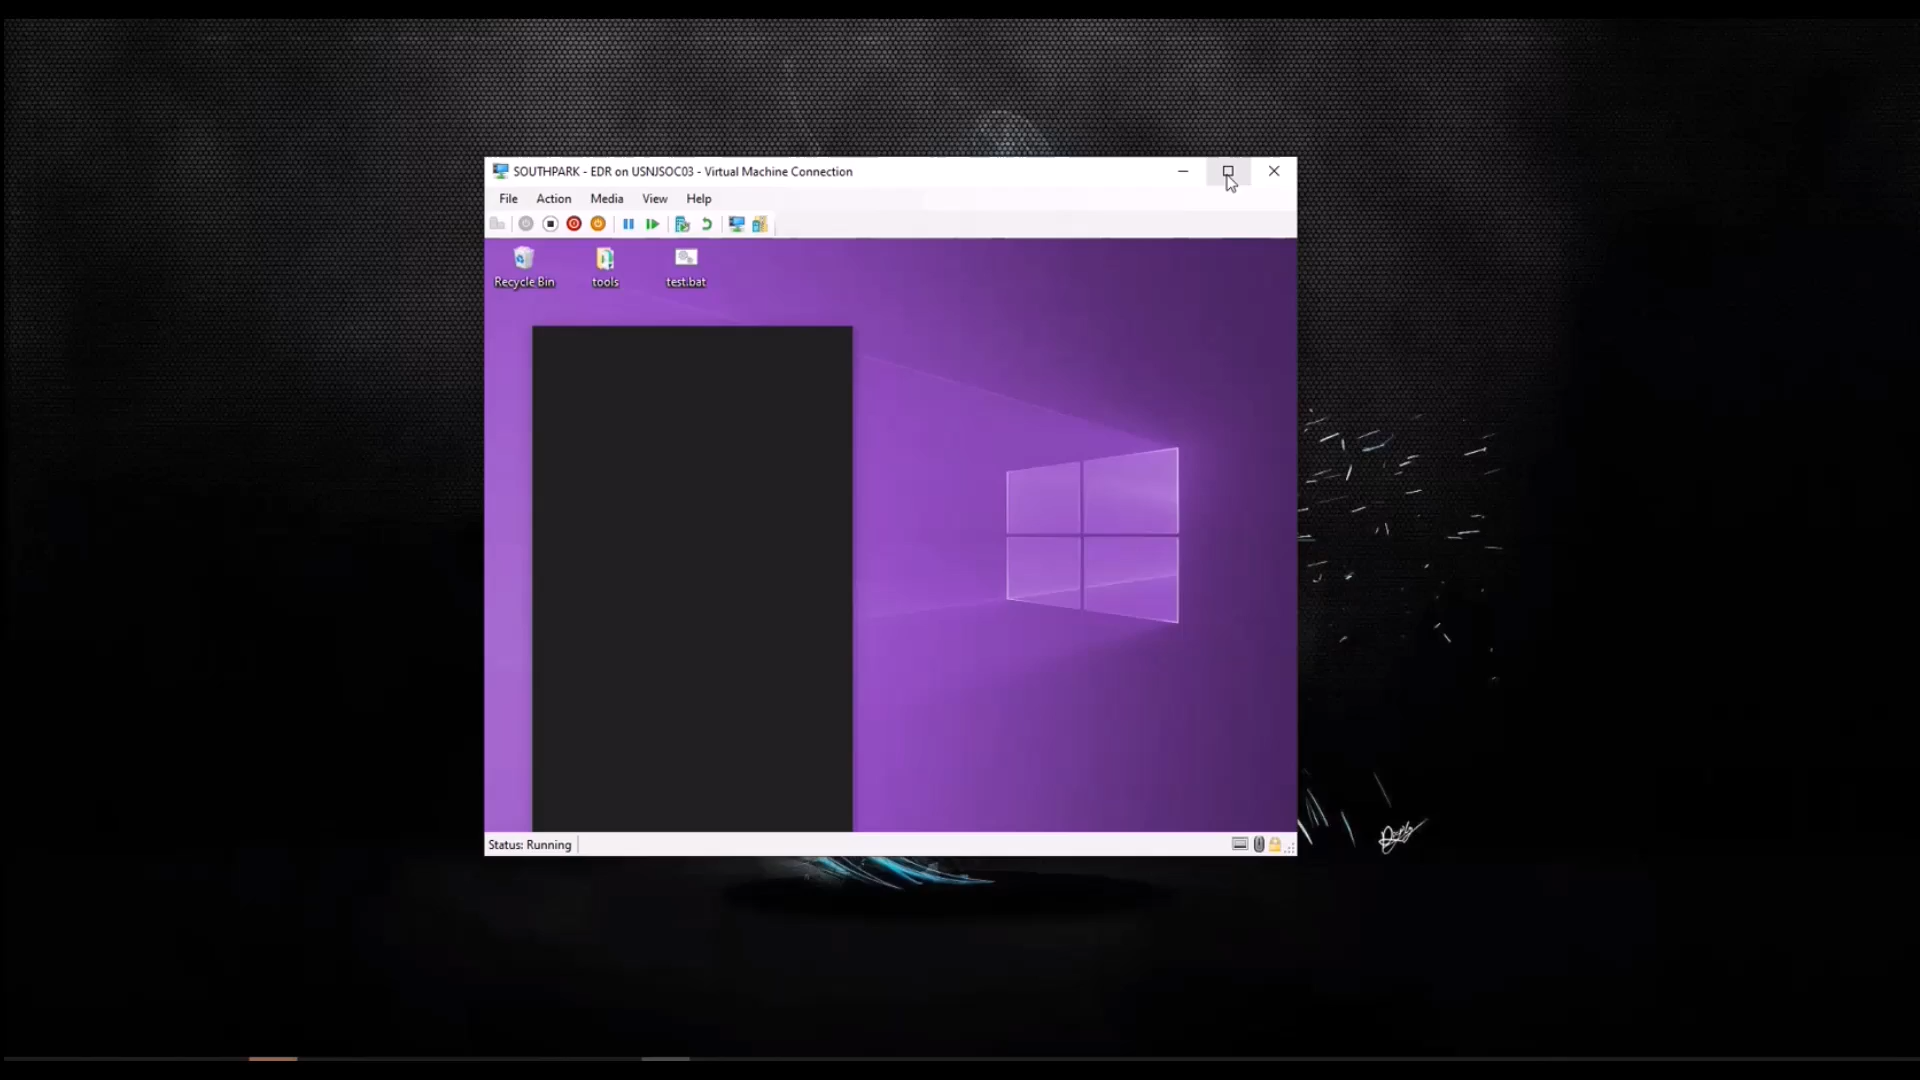 SOUTHPARK - EDR on USNJSOC03 - Virtual Machine Connection
File Action Media View Help
Recycle Bin tools test.bat
Status: Running